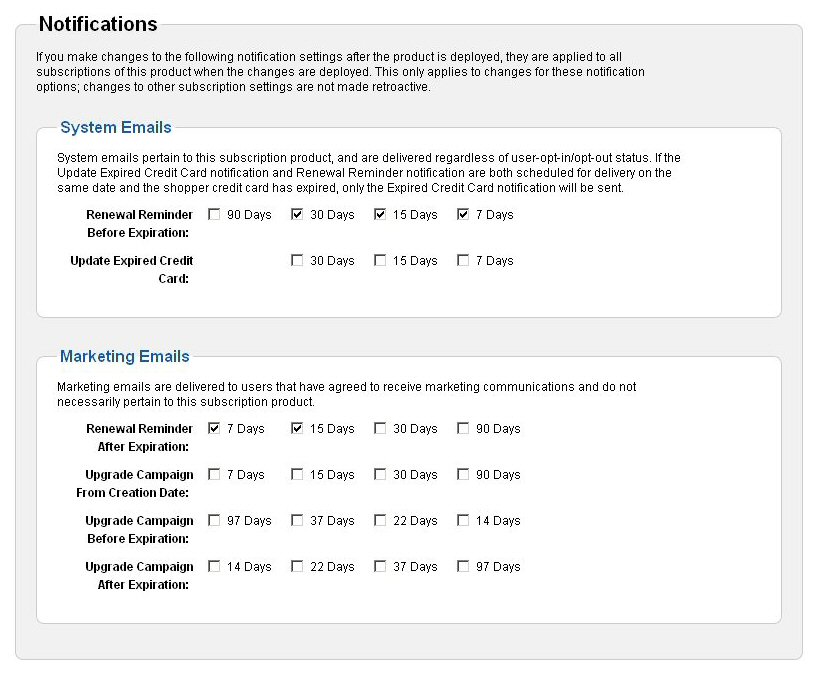 Notifications
If you make changes to the following notification settings after the product is deployed, they are applied to all
subscriptions of this product when the changes are deployed. This only applies to changes for these notification
options; changes to other subscription settings are not made retroactive.
System Emails
System emails pertain to this subscription product, and are delivered regardless of user-opt-in/opt-out status. If the
Update Expired Credit Card notification and Renewal Reminder notification are both scheduled for delivery on the
same date and the shopper credit card has expired, only the Expired Credit Card notification will be sent.
Renewal Reminder 90 Days 30 Days 15 Days 7 Days
Before Expiration:
Update Expired Credit 30 Days 15 Days 7 Days
Card:
Marketing Emails
Marketing emails are delivered to users that have agreed to receive marketing communications and do not
necessarily pertain to this subscription product.
Renewal Reminder 7 Days 15 Days 30 Days 90 Days
After Expiration:
Upgrade Campaign 7 Days 15 Days 30 Days 90 Days
From Creation Date:
Upgrade Campaign 97 Days 37 Days 22 Days 14 Days
Before Expiration:
Upgrade Campaign 14 Days 22 Days 37 Days 97 Days
After Expiration: